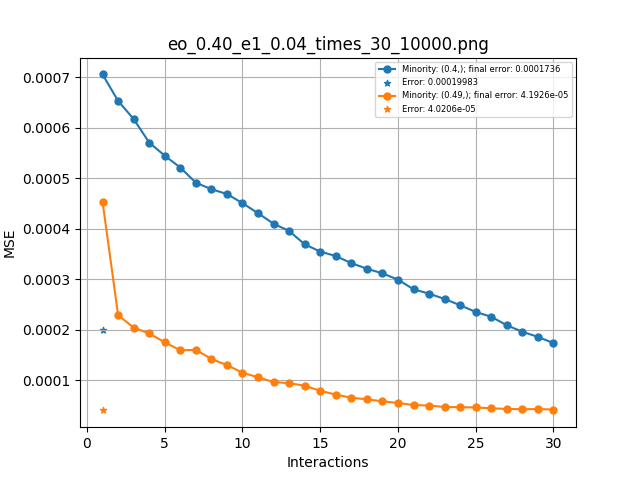 eo_0.40_e1_0.04_times_30_10000.png
Minority: (0.4,); final error: 0.0001736
Error: 0.00019983
Minority: (0.49,); final error: 4.1926e-05
Error: 4.0206e-05
MSE
0.0007
0.0006
0.0005
0.0004
0.0003
0.0002
0.0001
0 5 10 15 20 25 30
Interactions